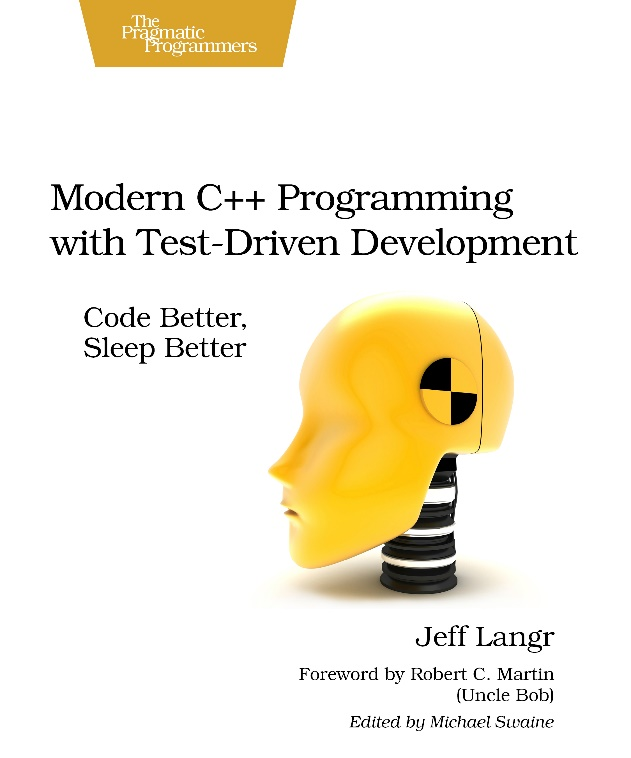 The
Pragmatic
Programmers
Modern C++ Programming
with Test-Driven Development
Code Better,
Sleep Better
Jeff Langr
Foreword by Robert C. Martin
(Uncle Bob)
Edited by Michael Swaine